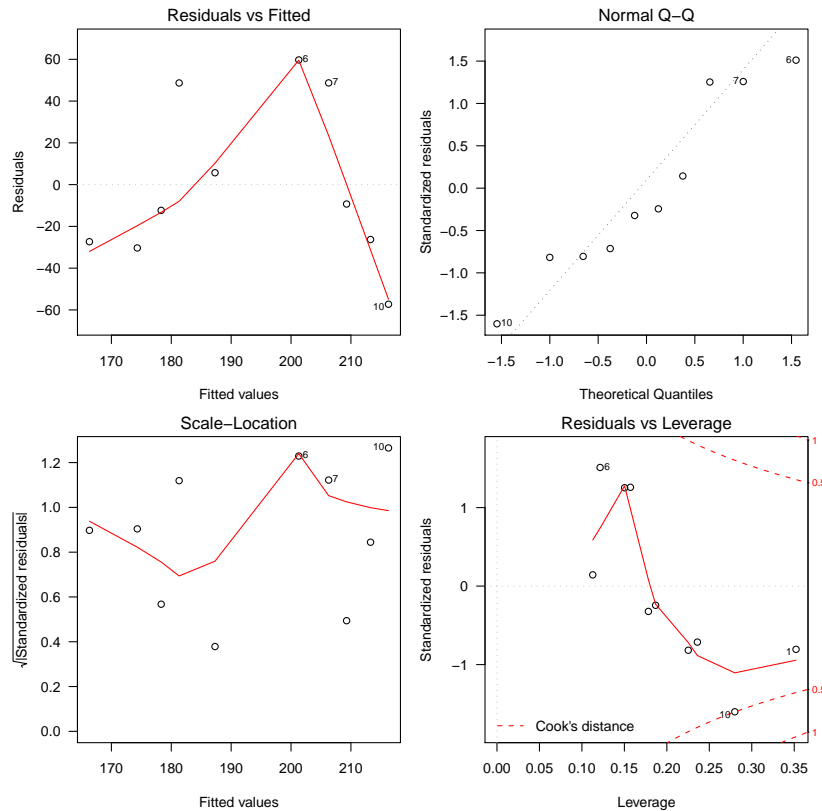 Residuals vs Fitted
Residuals
60
40
20
0
−20
−40
−60
6
7
10
170 180 190 200 210
Fitted values
Normal Q−Q
Standardized residuals
1.5
1.0
0.5
0.0
−0.5
−1.0
−1.5
6
7
10
−1.5 −1.0 −0.5 0.0 0.5 1.0 1.5
Theoretical Quantiles
Scale−Location
√|Standardized residuals|
1.2
1.0
0.8
0.6
0.4
0.2
0.0
10
6
7
170 180 190 200 210
Fitted values
Residuals vs Leverage
Standardized residuals
1
0
−1
6
1
10
1
0.5
0.5
1
Cook's distance
0.00 0.05 0.10 0.15 0.20 0.25 0.30 0.35
Leverage